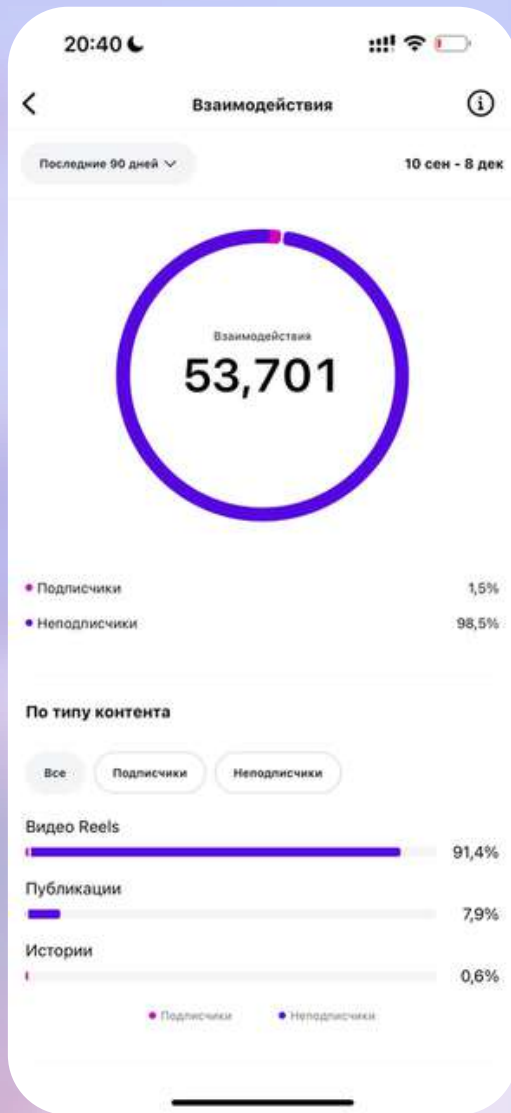 20:40
Взаимодействия
Последние 90 дней
10 сен - 8 дек
Взаимодействия
53,701
Подписчики 1,5%
Неподписчики 98,5%
По типу контента
Все Подписчики Неподписчики
Видео Reels
91,4%
Публикации
7,9%
Истории
0,6%
Подписчики Неподписчики